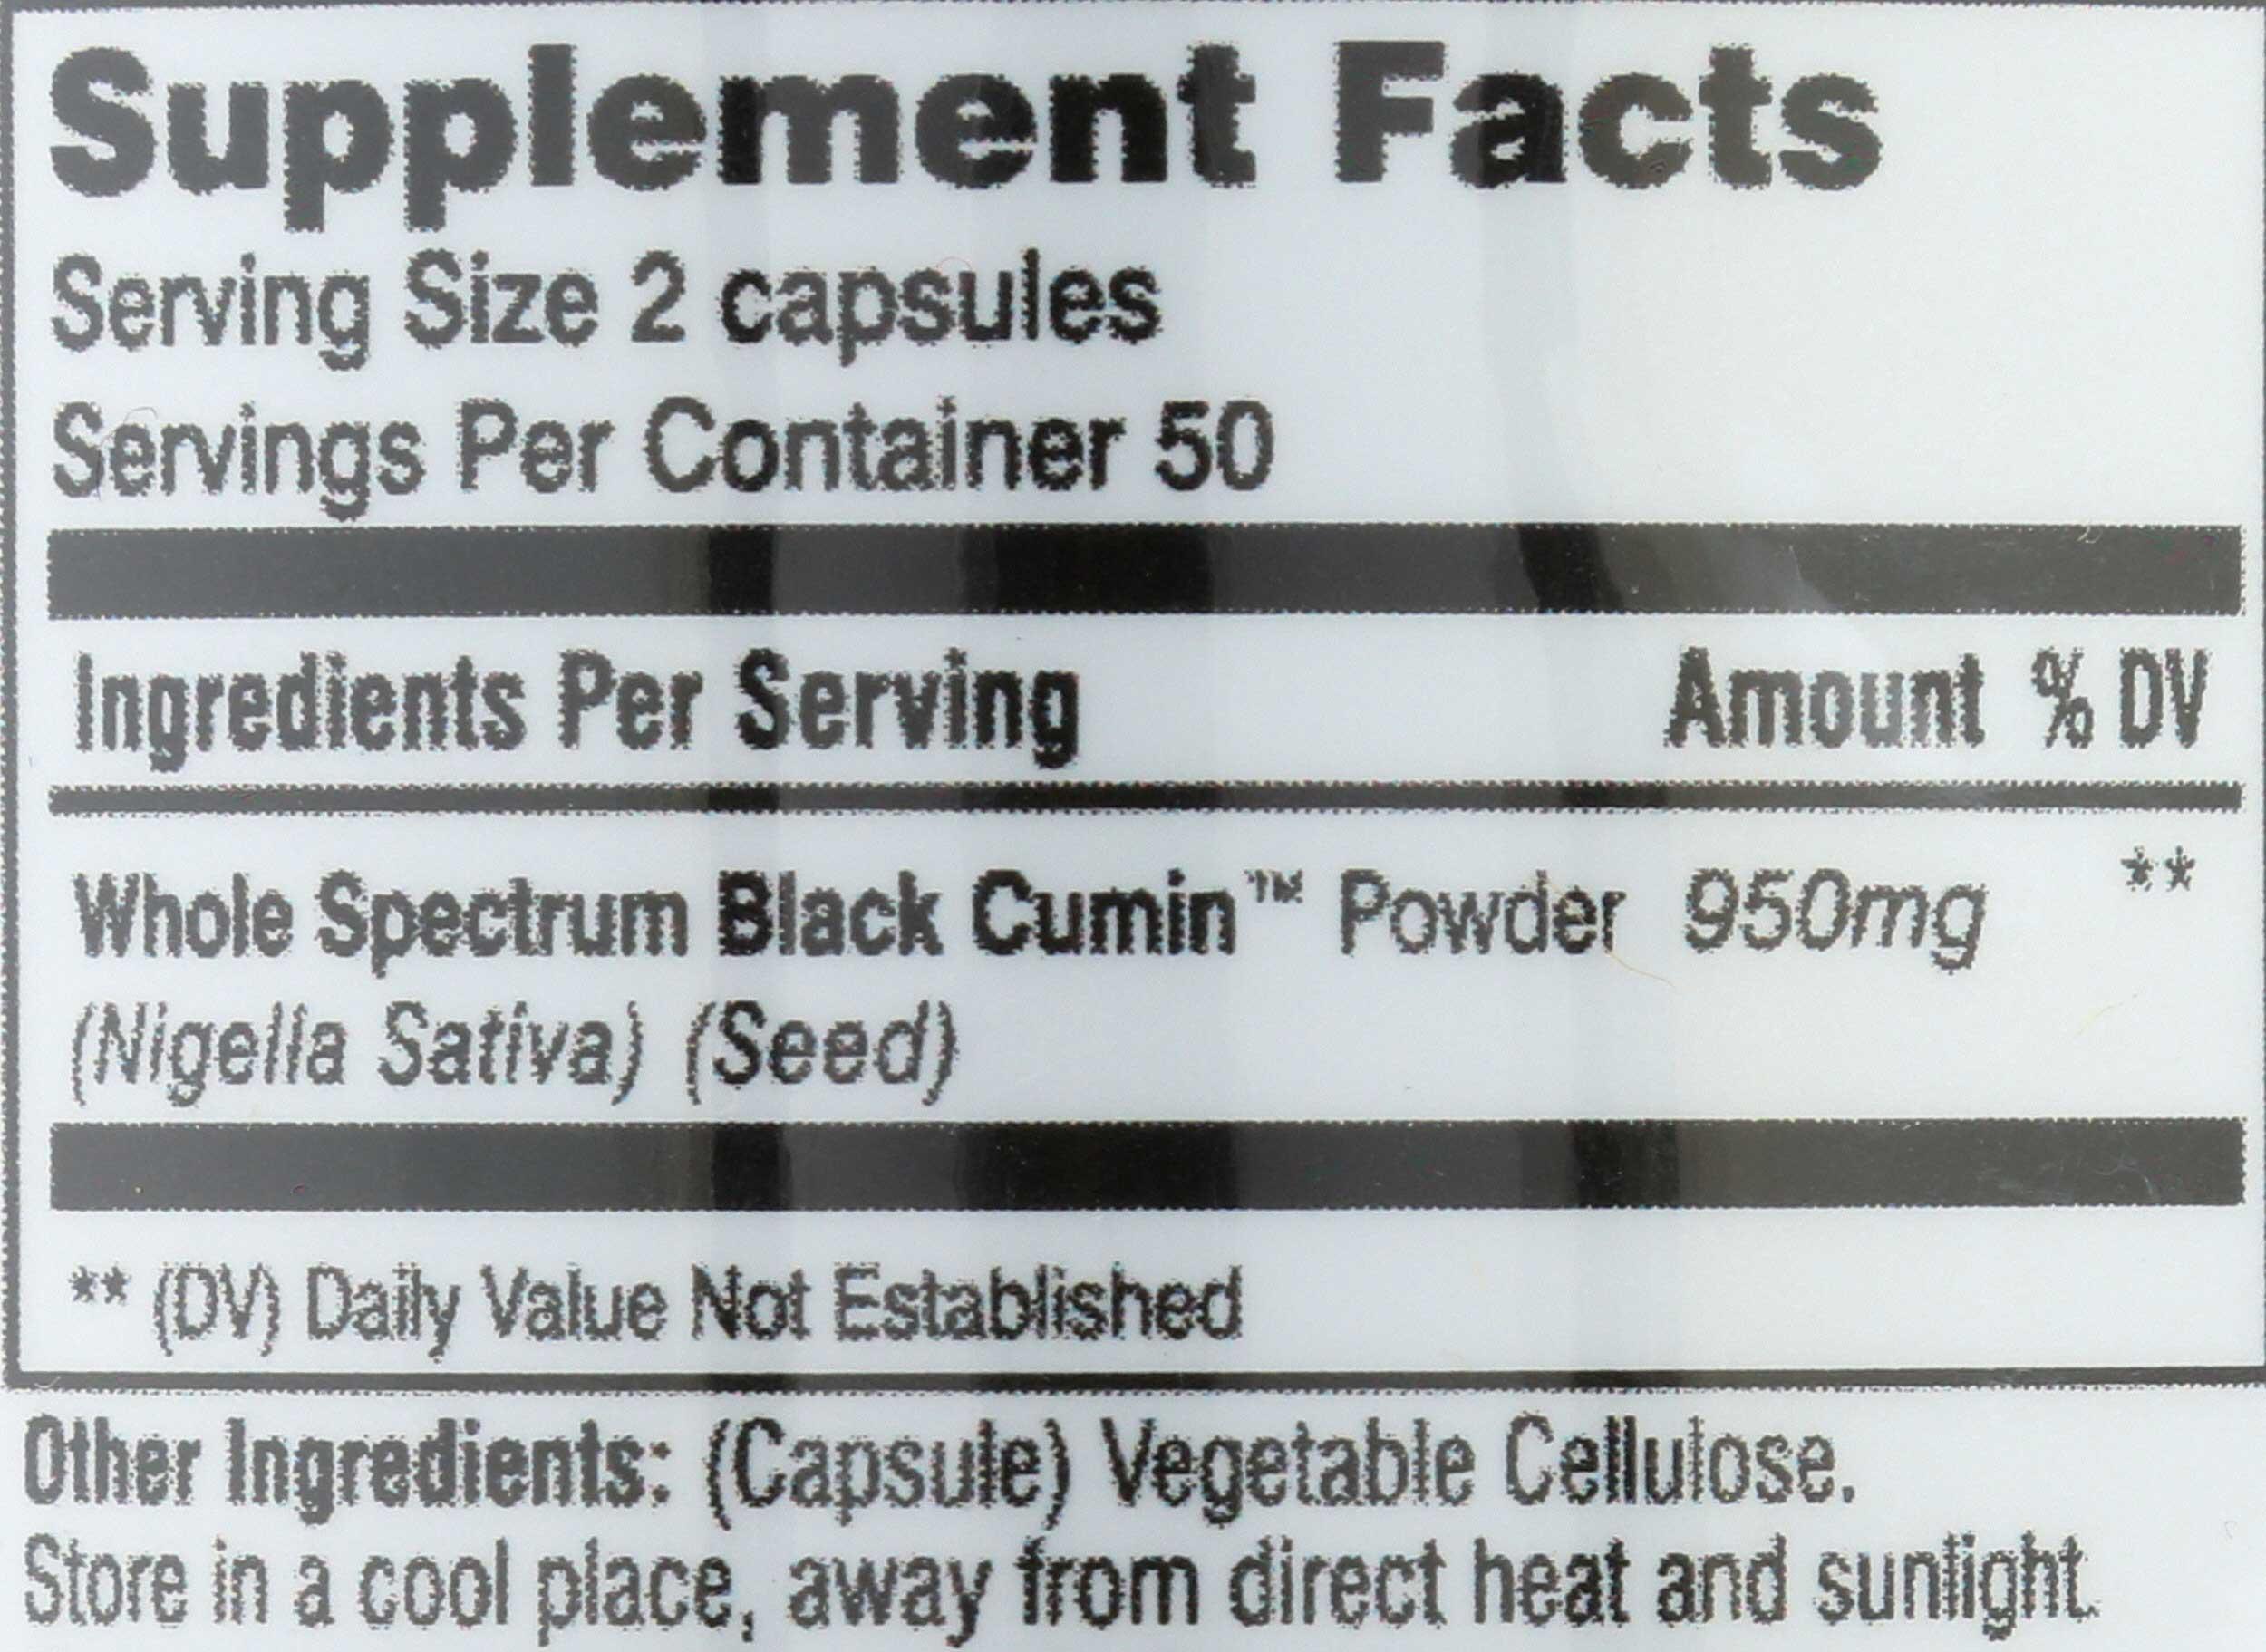 Supplement Facts
Serving Size 2 capsules
Servings Per Container 50
Ingredients Per Serving Amount % DV
Whole Spectrum Black Cumin™ Powder 950mg **
(Nigella Sativa) (Seed)
** (DV) Daily Value Not Established
Other Ingredients: (Capsule) Vegetable Cellulose.
Store in a cool place, away from direct heat and sunlight.